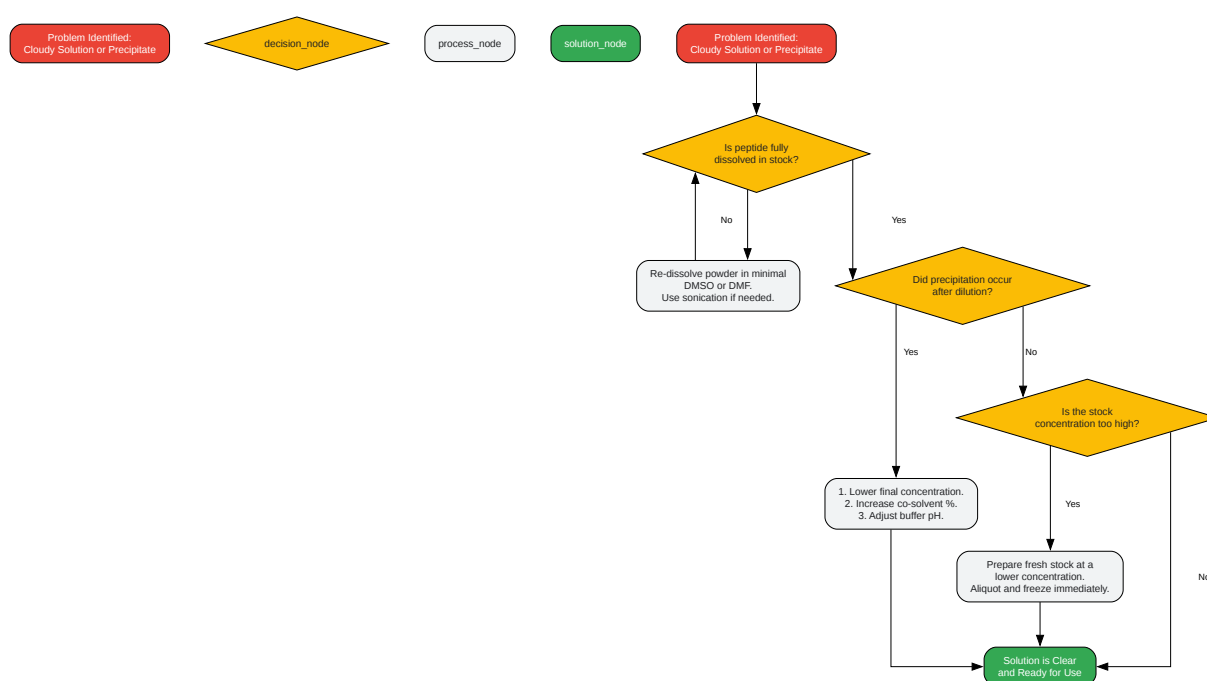 Problem Identified:
Cloudy Solution or Precipitate
decision_node
process_node
solution_node
Problem Identified:
Cloudy Solution or Precipitate
Is peptide fully
dissolved in stock?
No
Yes
Re-dissolve powder in minimal
DMSO or DMF.
Use sonication if needed.
Did precipitation occur
after dilution?
Yes
No
Is the stock
concentration too high?
1. Lower final concentration.
2. Increase co-solvent %.
3. Adjust buffer pH.
Yes
Prepare fresh stock at a
lower concentration.
Aliquot and freeze immediately.
No
Solution is Clear
and Ready for Use